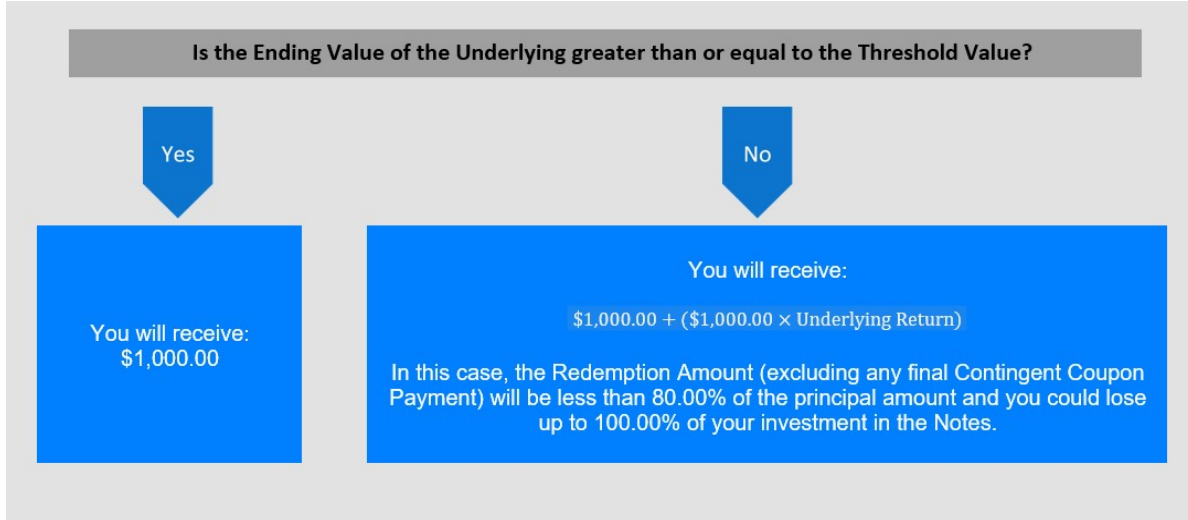 Is the Ending Value of the Underlying greater than or equal to the Threshold Value?
Yes
No
You will receive:
$1,000.00
You will receive:
$1,000.00 + ($1,000.00 × Underlying Return)
In this case, the Redemption Amount (excluding any final Contingent Coupon
Payment) will be less than 80.00% of the principal amount and you could lose
up to 100.00% of your investment in the Notes.